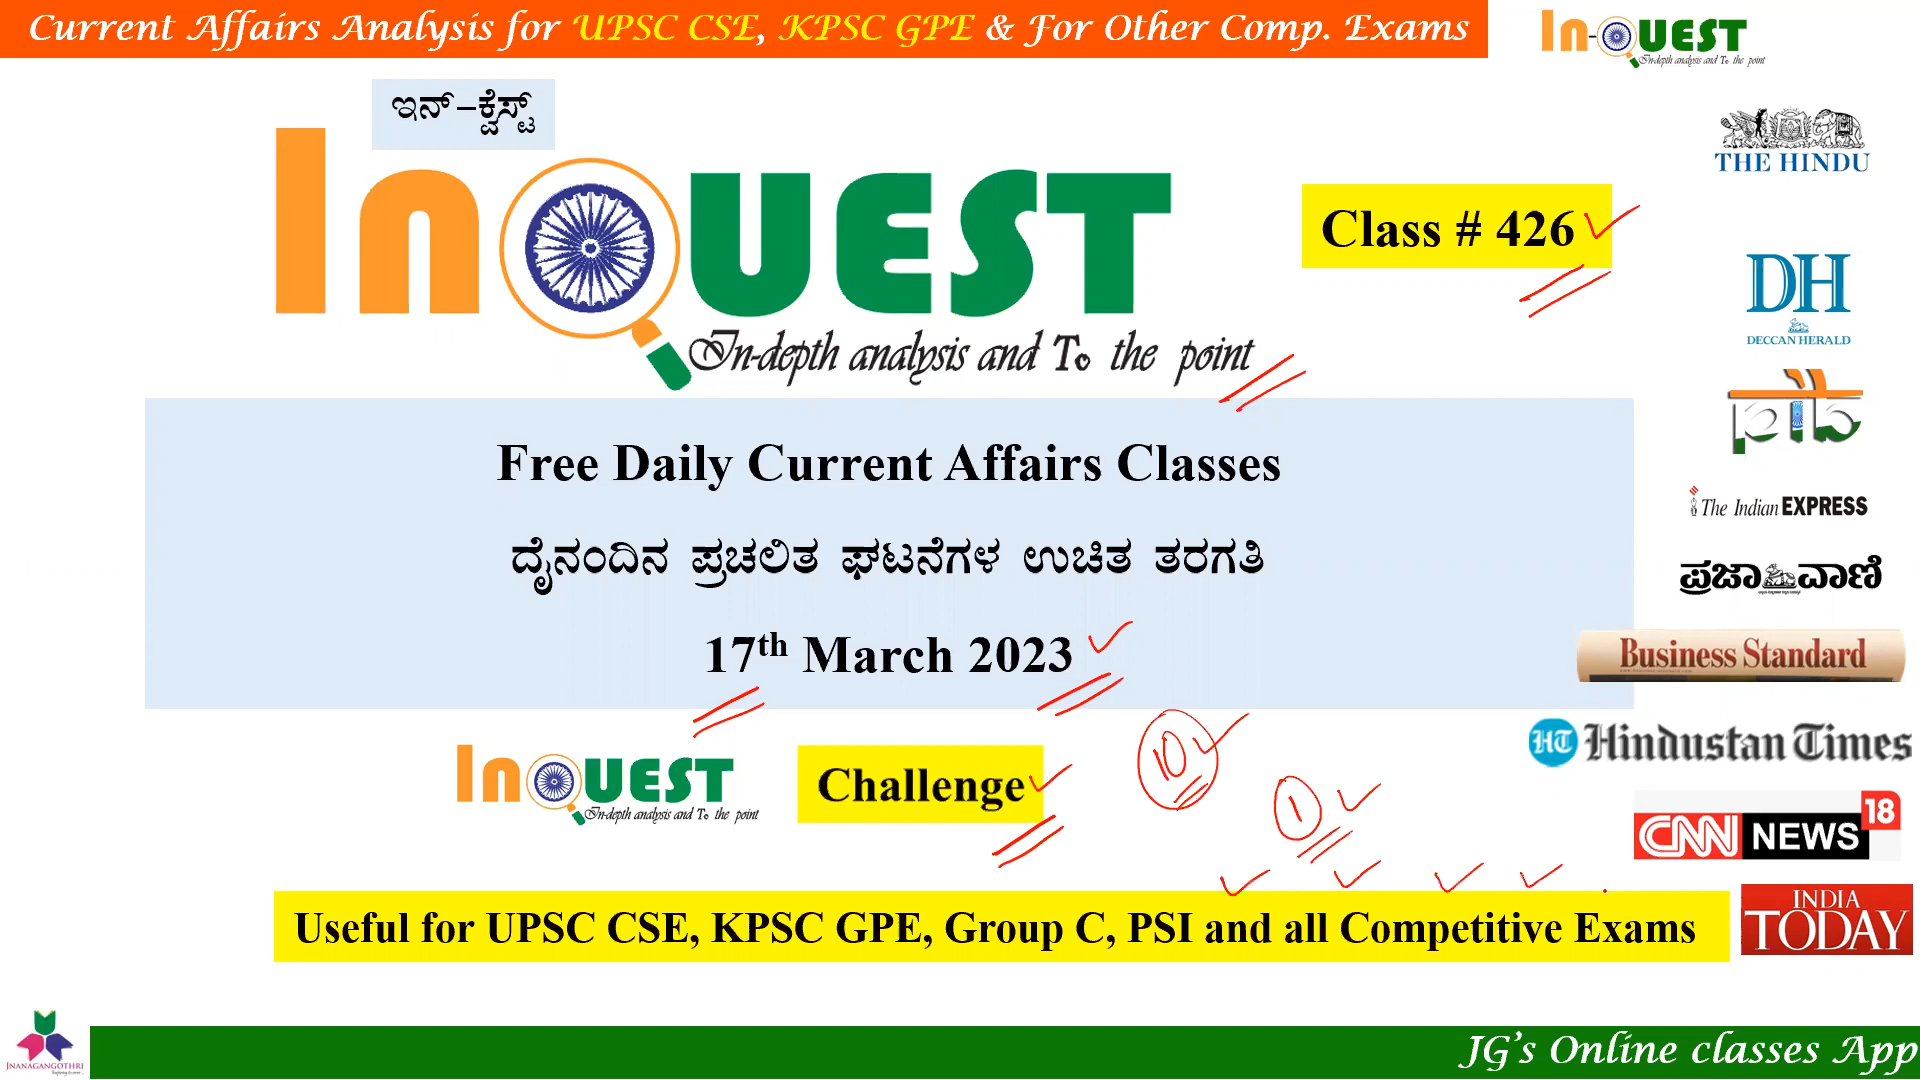 Current Affairs Analysis for UPSC CSE, KPSC GPE & For Other Comp. Exams
In-QUEST
In-depth analysis and To the point
ಇನ್-ಕ್ವೆಸ್ಟ್
InQUEST
In-depth analysis and To the point
Class # 426
THE HINDU
DH
DECCAN HERALD
pib
The Indian EXPRESS
ಪ್ರಜಾವಾಣಿ
Business Standard
HT Hindustan Times
CNN NEWS 18
INDIA
TODAY
Free Daily Current Affairs Classes
ದೈನಂದಿನ ಪ್ರಚಲಿತ ಘಟನೆಗಳ ಉಚಿತ ತರಗತಿ
17th March 2023
10
1
InQUEST
In-depth analysis and To the point
Challenge
Useful for UPSC CSE, KPSC GPE, Group C, PSI and all Competitive Exams
JNANAGANGOTHRI
JG's Online classes App